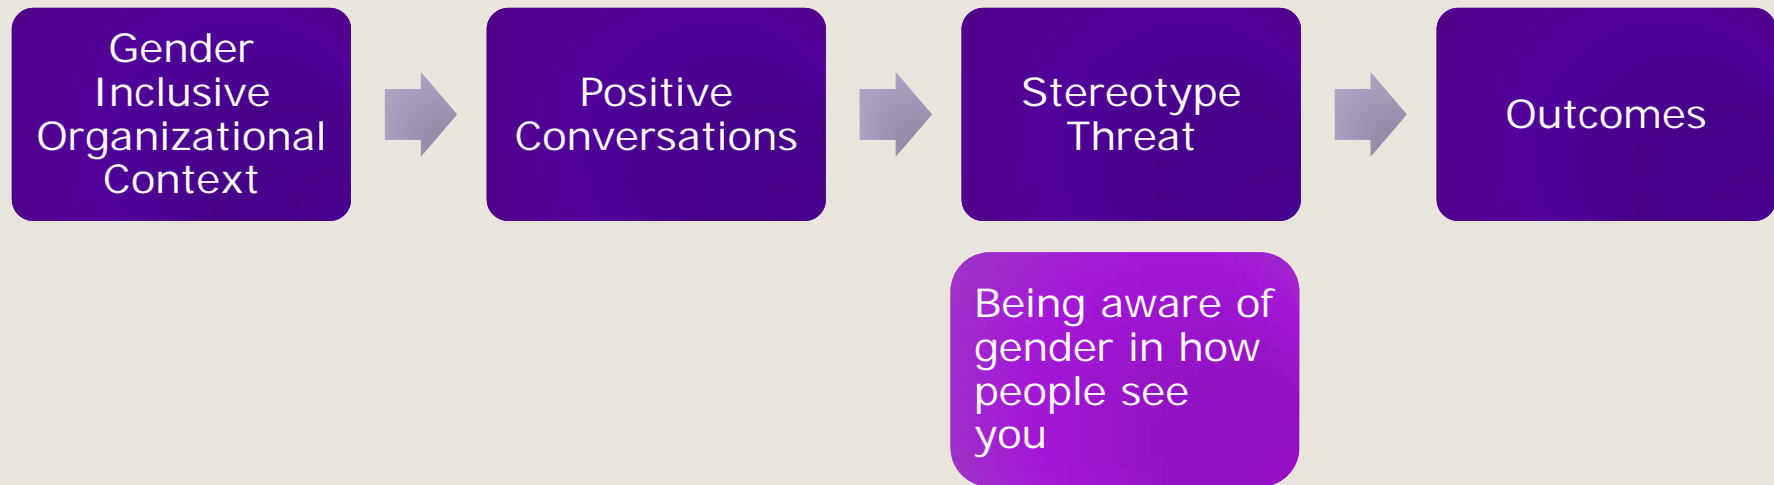 Gender
Inclusive
Organizational
Context
Positive
Conversations
Stereotype
Threat
Outcomes
Being aware of
gender in how
people see
you